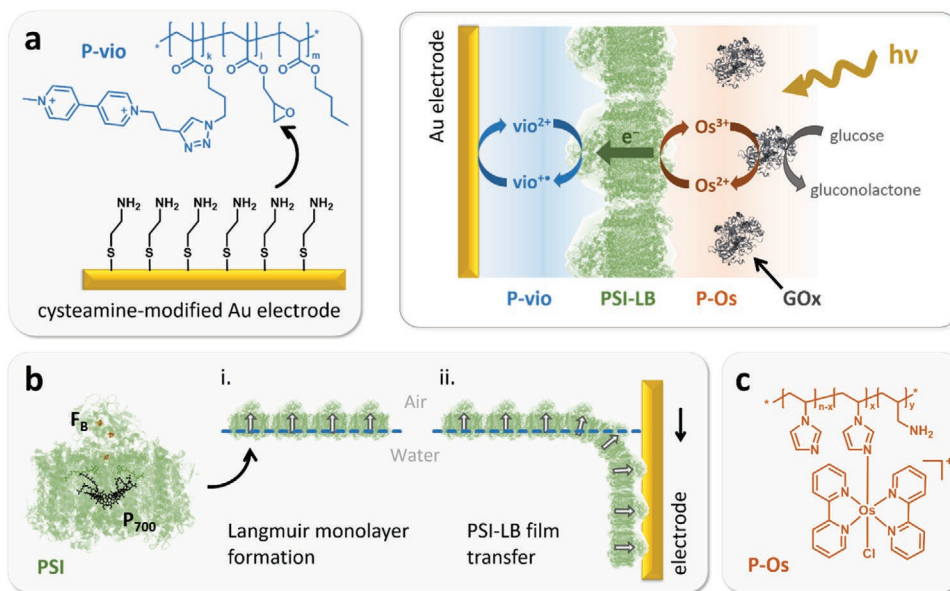 a
P-vio
*
*
k
l
m
O
O
O
O
O
O
O
N
+
N
+
N
N
N
NH2
NH2
NH2
NH2
NH2
NH2
S
S
S
S
S
S
cysteamine-modified Au electrode
Au electrode
hν
vio2+
e−
Os3+
glucose
vio+•
Os2+
gluconolactone
P-vio
PSI-LB
P-Os
GOx
b
i.
ii.
FB
Air
Water
P700
PSI
Langmuir monolayer
formation
PSI-LB film
transfer
electrode
c
*
*
n-x
x
y
N
N
NH2
N
N
+
N
N
Os
N
N
Cl
P-Os